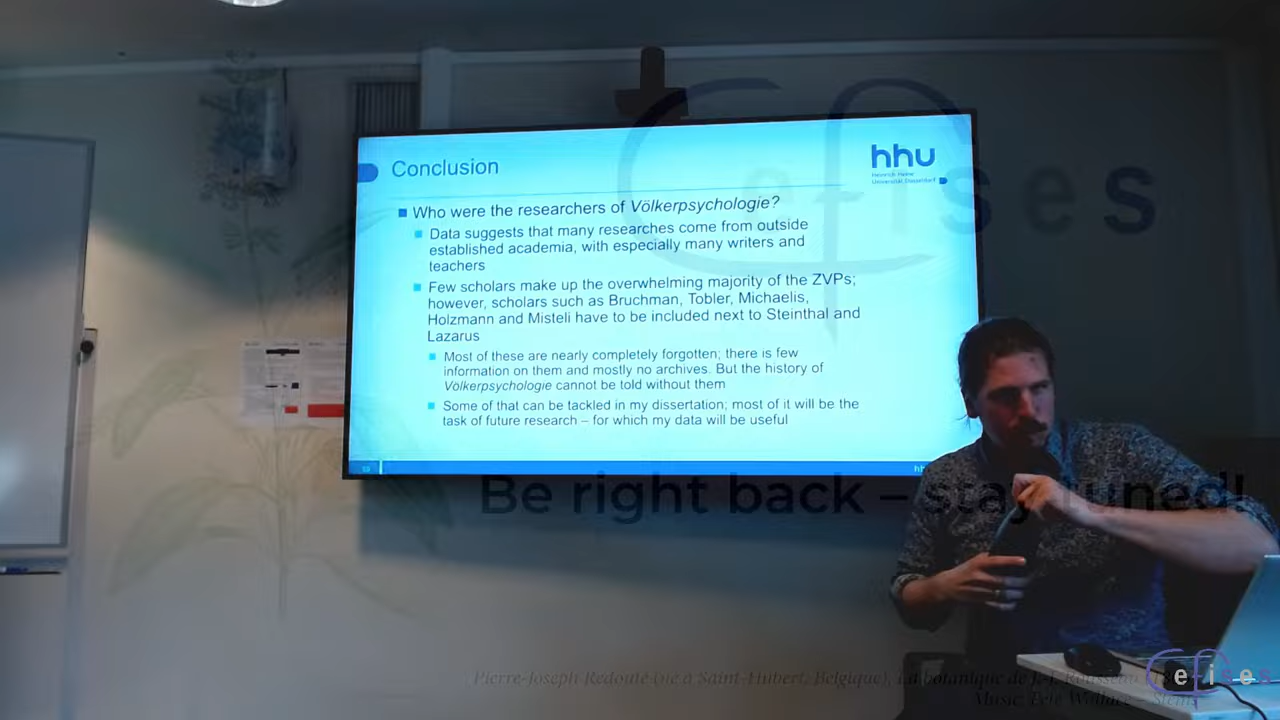 Conclusion
hhu
Heinrich Heine
Universität Düsseldorf
Who were the researchers of Völkerpsychologie?
Data suggests that many researches come from outside
established academia, with especially many writers and
teachers
Few scholars make up the overwhelming majority of the ZVPs;
however, scholars such as Bruchman, Tobler, Michaelis,
Holzmann and Misteli have to be included next to Steinthal and
Lazarus
Most of these are nearly completely forgotten; there is few
information on them and mostly no archives. But the history of
Völkerpsychologie cannot be told without them
Some of that can be tackled in my dissertation; most of it will be the
task of future research – for which my data will be useful
Cefises
Be right back – stay tuned!
Pierre-Joseph Redouté (né à Saint-Hubert, Belgique), La botanique de J.-J. Rousseau
Music:
Cefises